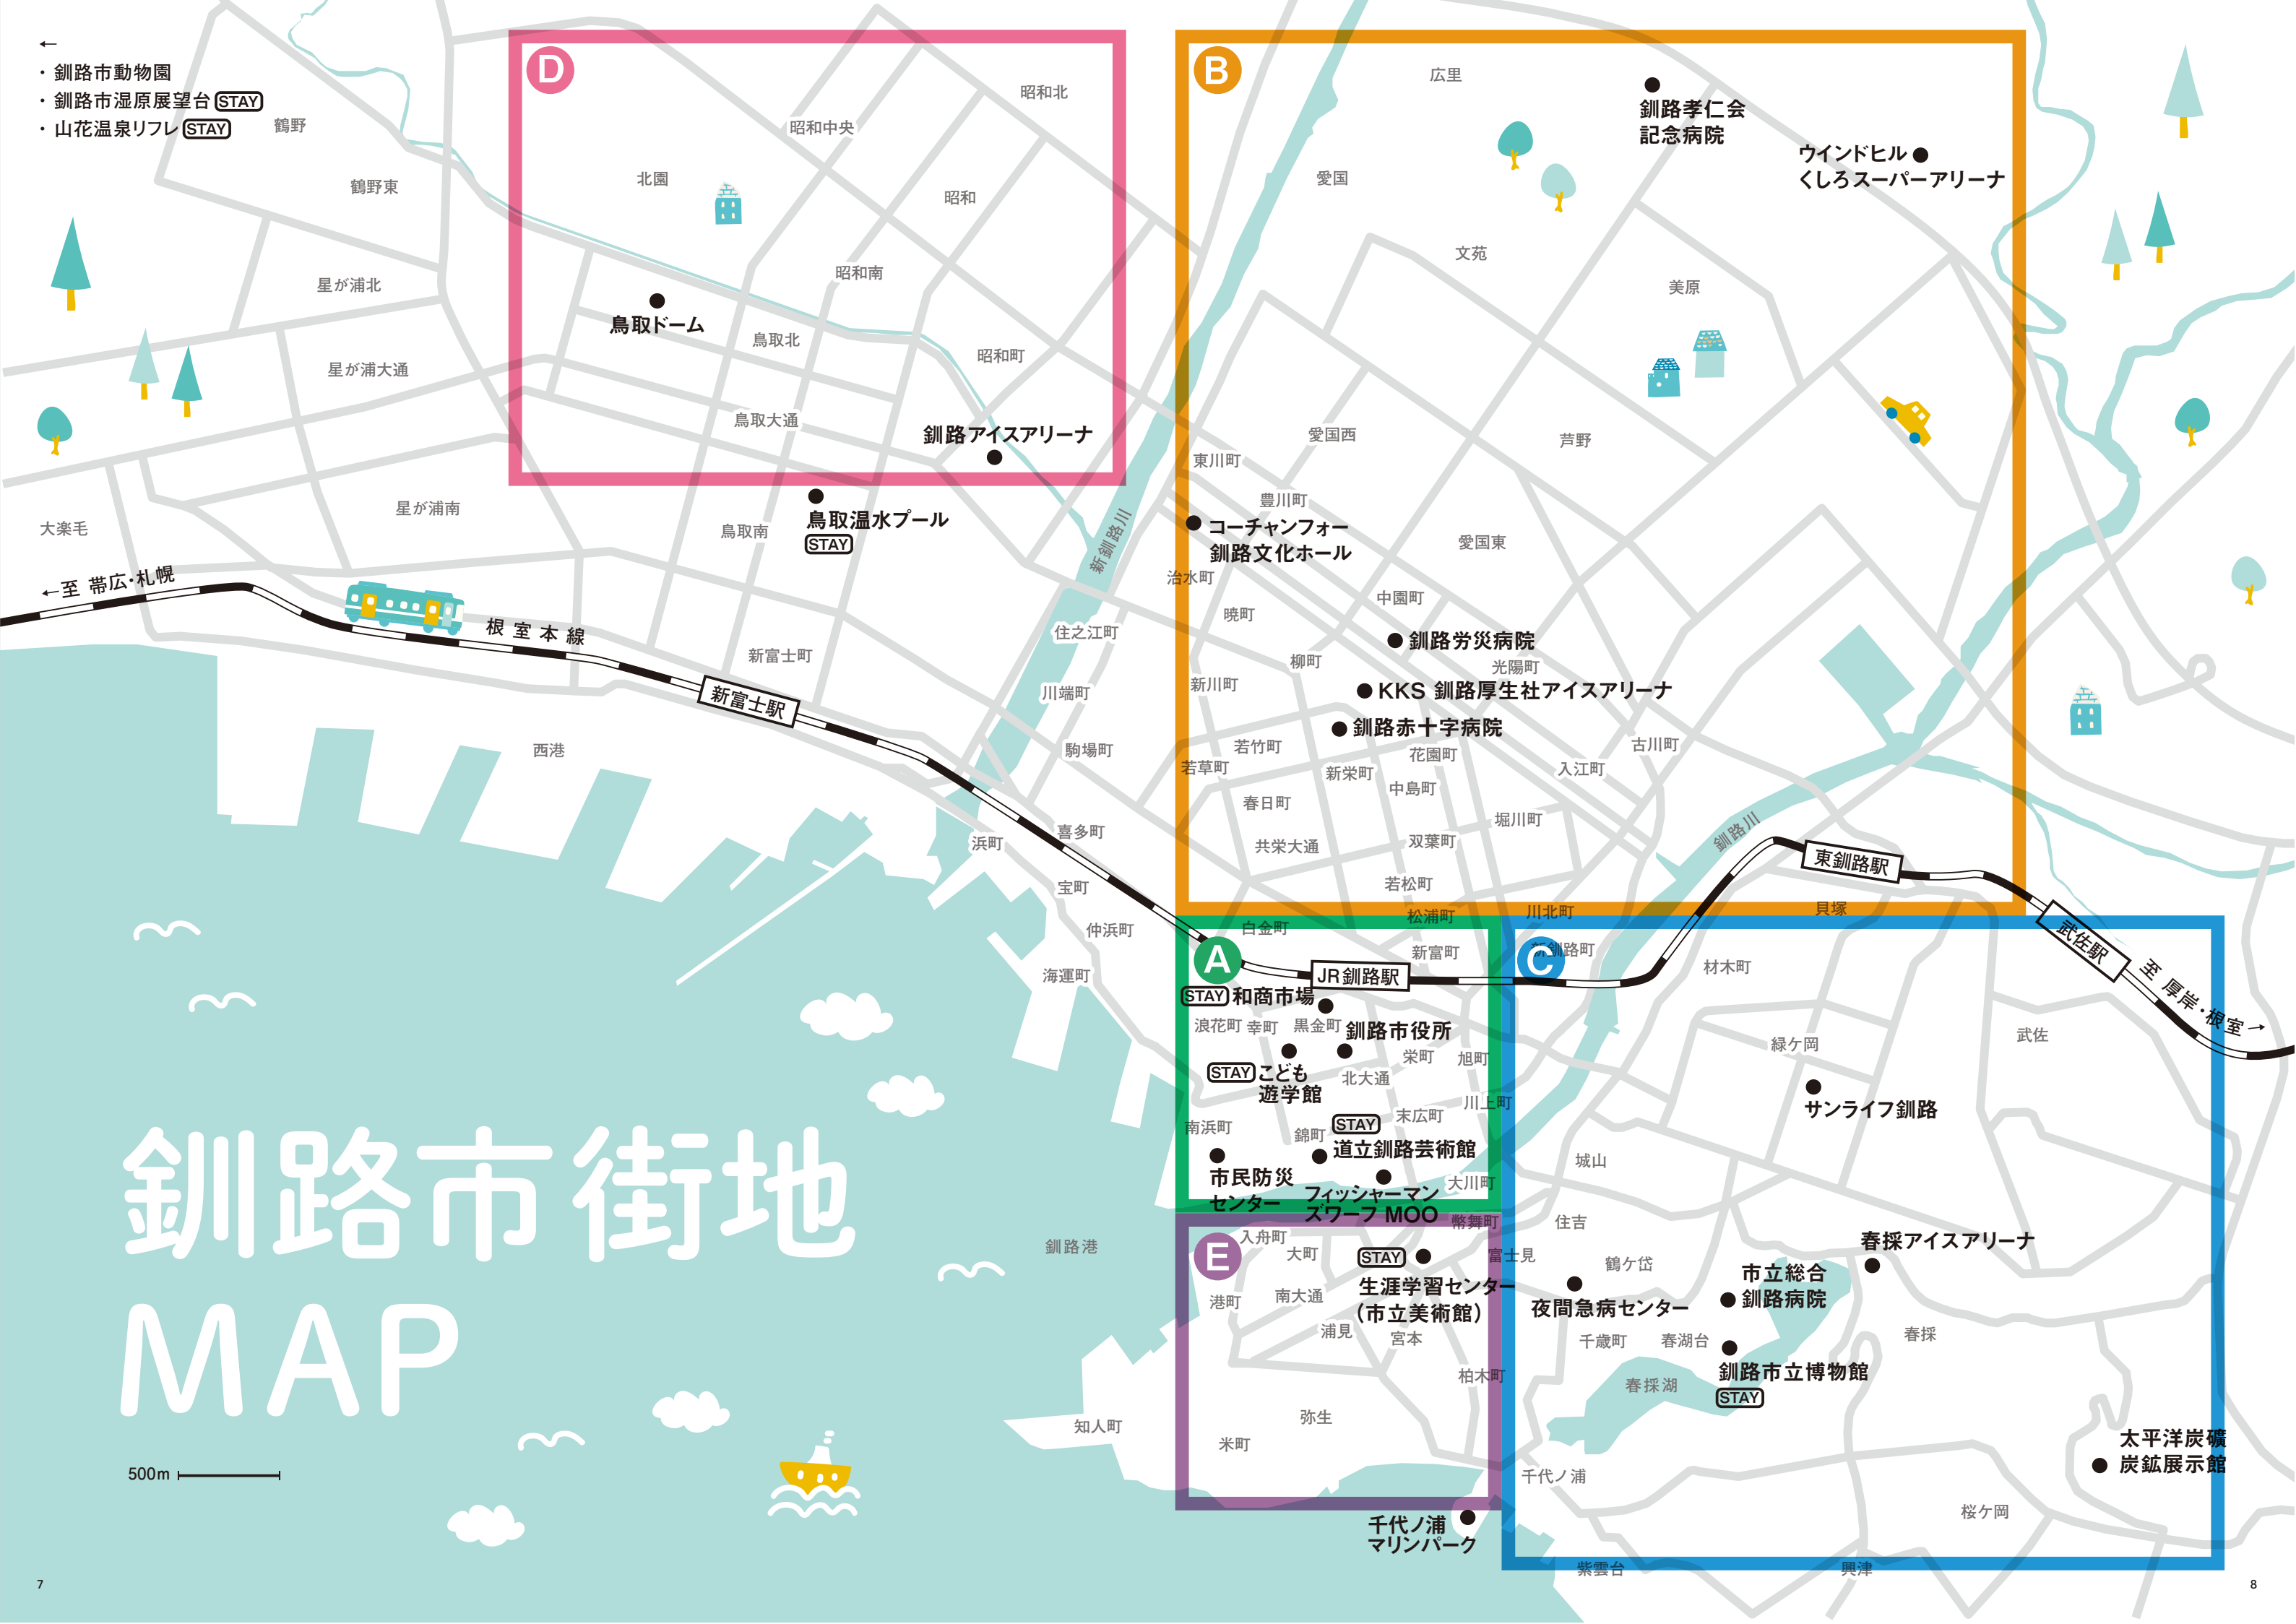 ←
・釧路市動物園
・釧路市湿原展望台 STAY
・山花温泉リフレ STAY
鶴野
鶴野東
星が浦北
星が浦大通
星が浦南
大楽毛
←至 帯広・札幌
根室本線
新富士駅
西港
D
昭和北
昭和中央
北園
昭和
昭和南
鳥取ドーム
鳥取北
昭和町
鳥取大通
釧路アイスアリーナ
鳥取温水プール
STAY
鳥取南
新富士町
新釧路川
住之江町
川端町
駒場町
喜多町
浜町
宝町
仲浜町
海運町
B
広里
釧路孝仁会
記念病院
ウインドヒル
くしろスーパーアリーナ
愛国
文苑
美原
愛国西
芦野
東川町
豊川町
コーチャンフォー
釧路文化ホール
愛国東
治水町
中園町
暁町
釧路労災病院
柳町
光陽町
新川町
KKS 釧路厚生社アイスアリーナ
釧路赤十字病院
若竹町
花園町
古川町
若草町
新栄町
入江町
中島町
春日町
堀川町
共栄大通
双葉町
釧路川
東釧路駅
若松町
松浦町
川北町
貝塚
白金町
A
新富町
JR釧路駅
STAY 和商市場
浪花町
幸町
黒金町
釧路市役所
栄町
旭町
STAY こども
遊学館
北大通
川上町
末広町
STAY
南浜町
錦町
道立釧路芸術館
市民防災
センター
フィッシャーマン
ズワーフ MOO
大川町
幣舞町
C
新釧路町
材木町
武佐駅
至 厚岸・根室→
武佐
緑ケ岡
サンライフ釧路
城山
住吉
富士見
鶴ケ岱
春採アイスアリーナ
市立総合
釧路病院
夜間急病センター
千歳町
春湖台
春採
釧路市立博物館
STAY
春採湖
太平洋炭礦
炭鉱展示館
千代ノ浦
桜ケ岡
紫雲台
興津
E
入舟町
大町
STAY
生涯学習センター
（市立美術館）
港町
南大通
浦見
宮本
柏木町
弥生
米町
千代ノ浦
マリンパーク
釧路港
知人町
釧路市街地
MAP
500m
7
8